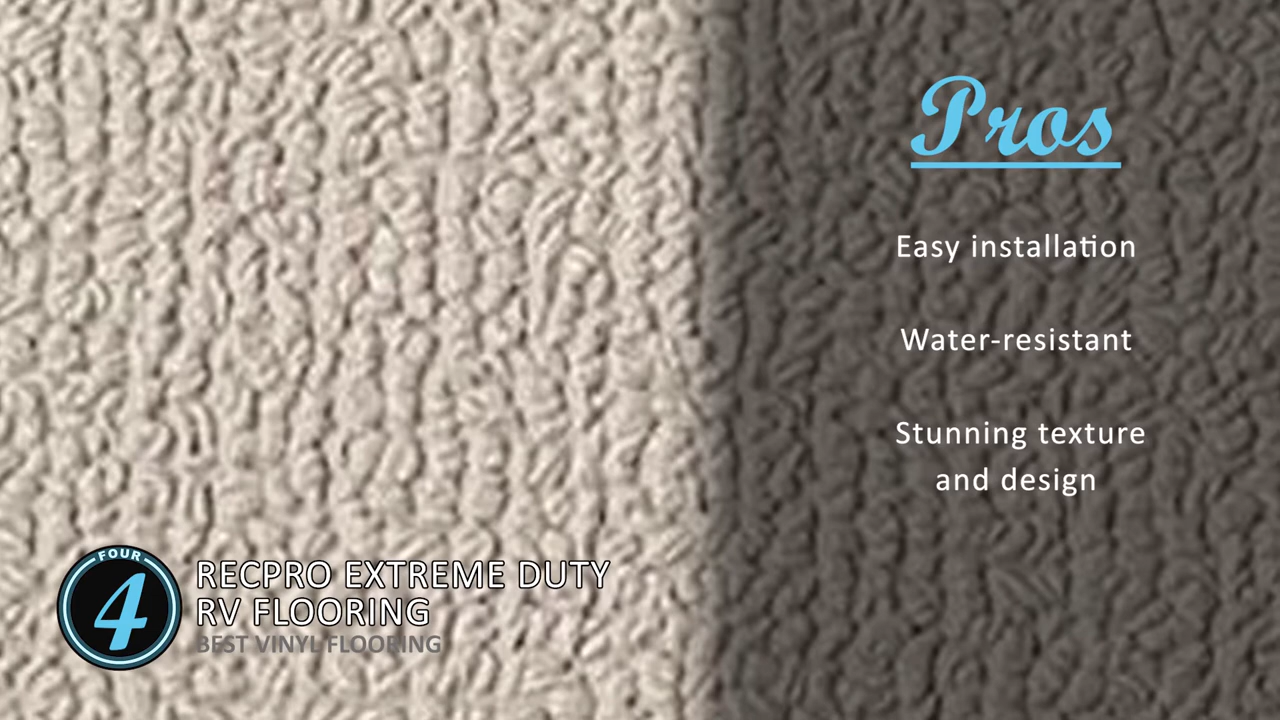 Pros
Easy installation
Water-resistant
Stunning texture
and design
FOUR
4
RECPRO EXTREME DUTY
RV FLOORING
BEST VINYL FLOORING